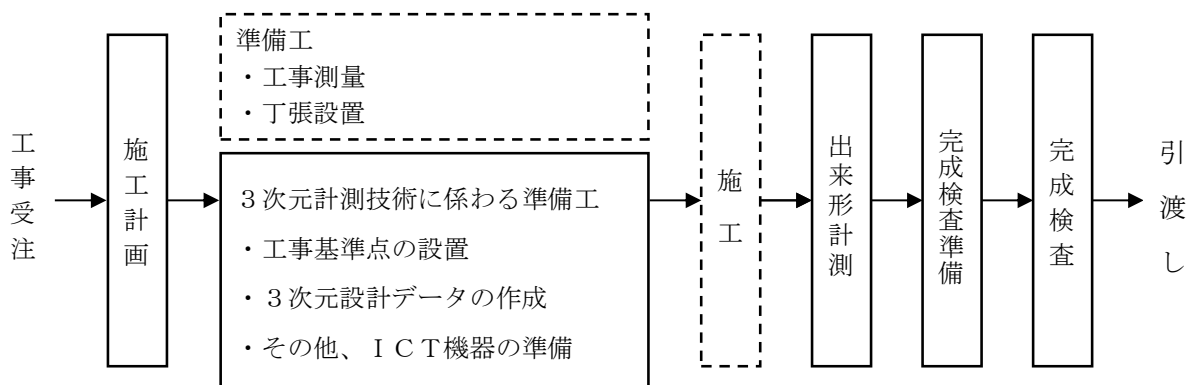 工事受注
施工計画
準備工
・工事測量
・丁張設置
３次元計測技術に係わる準備工
・工事基準点の設置
・３次元設計データの作成
・その他、ＩＣＴ機器の準備
施工
出来形計測
完成検査準備
完成検査
引渡し